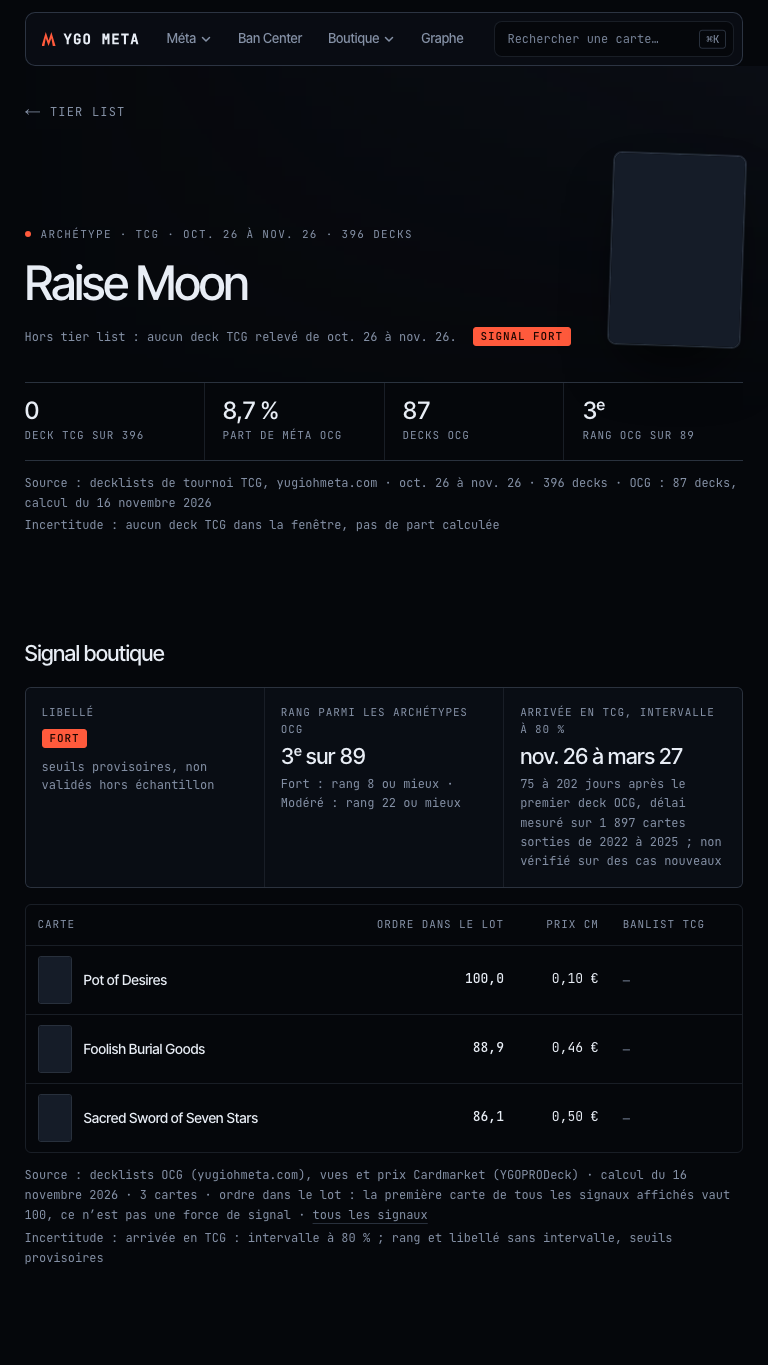 YGO META
Méta
Ban Center
Boutique
Graphe
Rechercher une carte…
⌘K
← TIER LIST
ARCHÉTYPE · TCG · OCT. 26 À NOV. 26 · 396 DECKS
Raise Moon
Hors tier list : aucun deck TCG relevé de oct. 26 à nov. 26.
SIGNAL FORT
0
DECK TCG SUR 396
8,7 %
PART DE MÉTA OCG
87
DECKS OCG
3ᵉ
RANG OCG SUR 89
Source : decklists de tournoi TCG, yugiohmeta.com · oct. 26 à nov. 26 · 396 decks · OCG : 87 decks,
calcul du 16 novembre 2026
Incertitude : aucun deck TCG dans la fenêtre, pas de part calculée
Signal boutique
LIBELLÉ
FORT
seuils provisoires, non
validés hors échantillon
RANG PARMI LES ARCHÉTYPES
OCG
3ᵉ sur 89
Fort : rang 8 ou mieux ·
Modéré : rang 22 ou mieux
ARRIVÉE EN TCG, INTERVALLE
À 80 %
nov. 26 à mars 27
75 à 202 jours après le
premier deck OCG, délai
mesuré sur 1 897 cartes
sorties de 2022 à 2025 ; non
vérifié sur des cas nouveaux
CARTE ORDRE DANS LE LOT PRIX CM BANLIST TCG
Pot of Desires 100,0 0,10 € —
Foolish Burial Goods 88,9 0,46 € —
Sacred Sword of Seven Stars 86,1 0,50 € —
Source : decklists OCG (yugiohmeta.com), vues et prix Cardmarket (YGOPRODeck) · calcul du 16
novembre 2026 · 3 cartes · ordre dans le lot : la première carte de tous les signaux affichés vaut
100, ce n’est pas une force de signal · tous les signaux
Incertitude : arrivée en TCG : intervalle à 80 % ; rang et libellé sans intervalle, seuils
provisoires